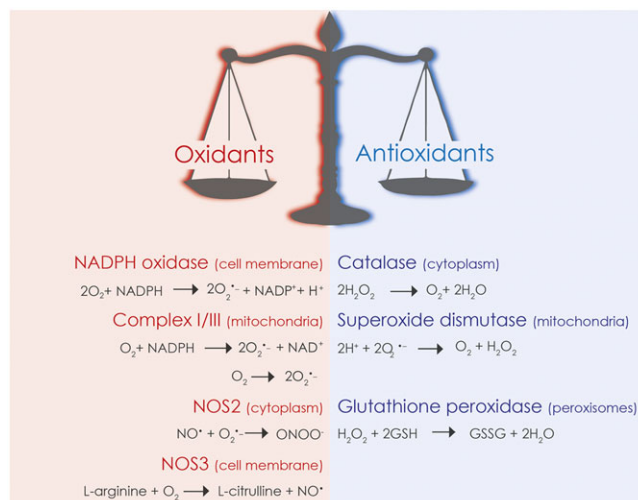 Oxidants
Antioxidants
NADPH oxidase (cell membrane)
2O₂+ NADPH → 2O₂•- + NADP⁺+ H⁺
Complex I/III (mitochondria)
O₂+ NADPH → 2O₂•- + NAD⁺
O₂ → 2O₂•-
NOS2 (cytoplasm)
NO• + O₂•- → ONOO-
NOS3 (cell membrane)
L-arginine + O₂ → L-citrulline + NO•
Catalase (cytoplasm)
2H₂O₂ → O₂+ 2H₂O
Superoxide dismutase (mitochondria)
2H⁺ + 2O₂•- → O₂ + H₂O₂
Glutathione peroxidase (peroxisomes)
H₂O₂ + 2GSH → GSSG + 2H₂O